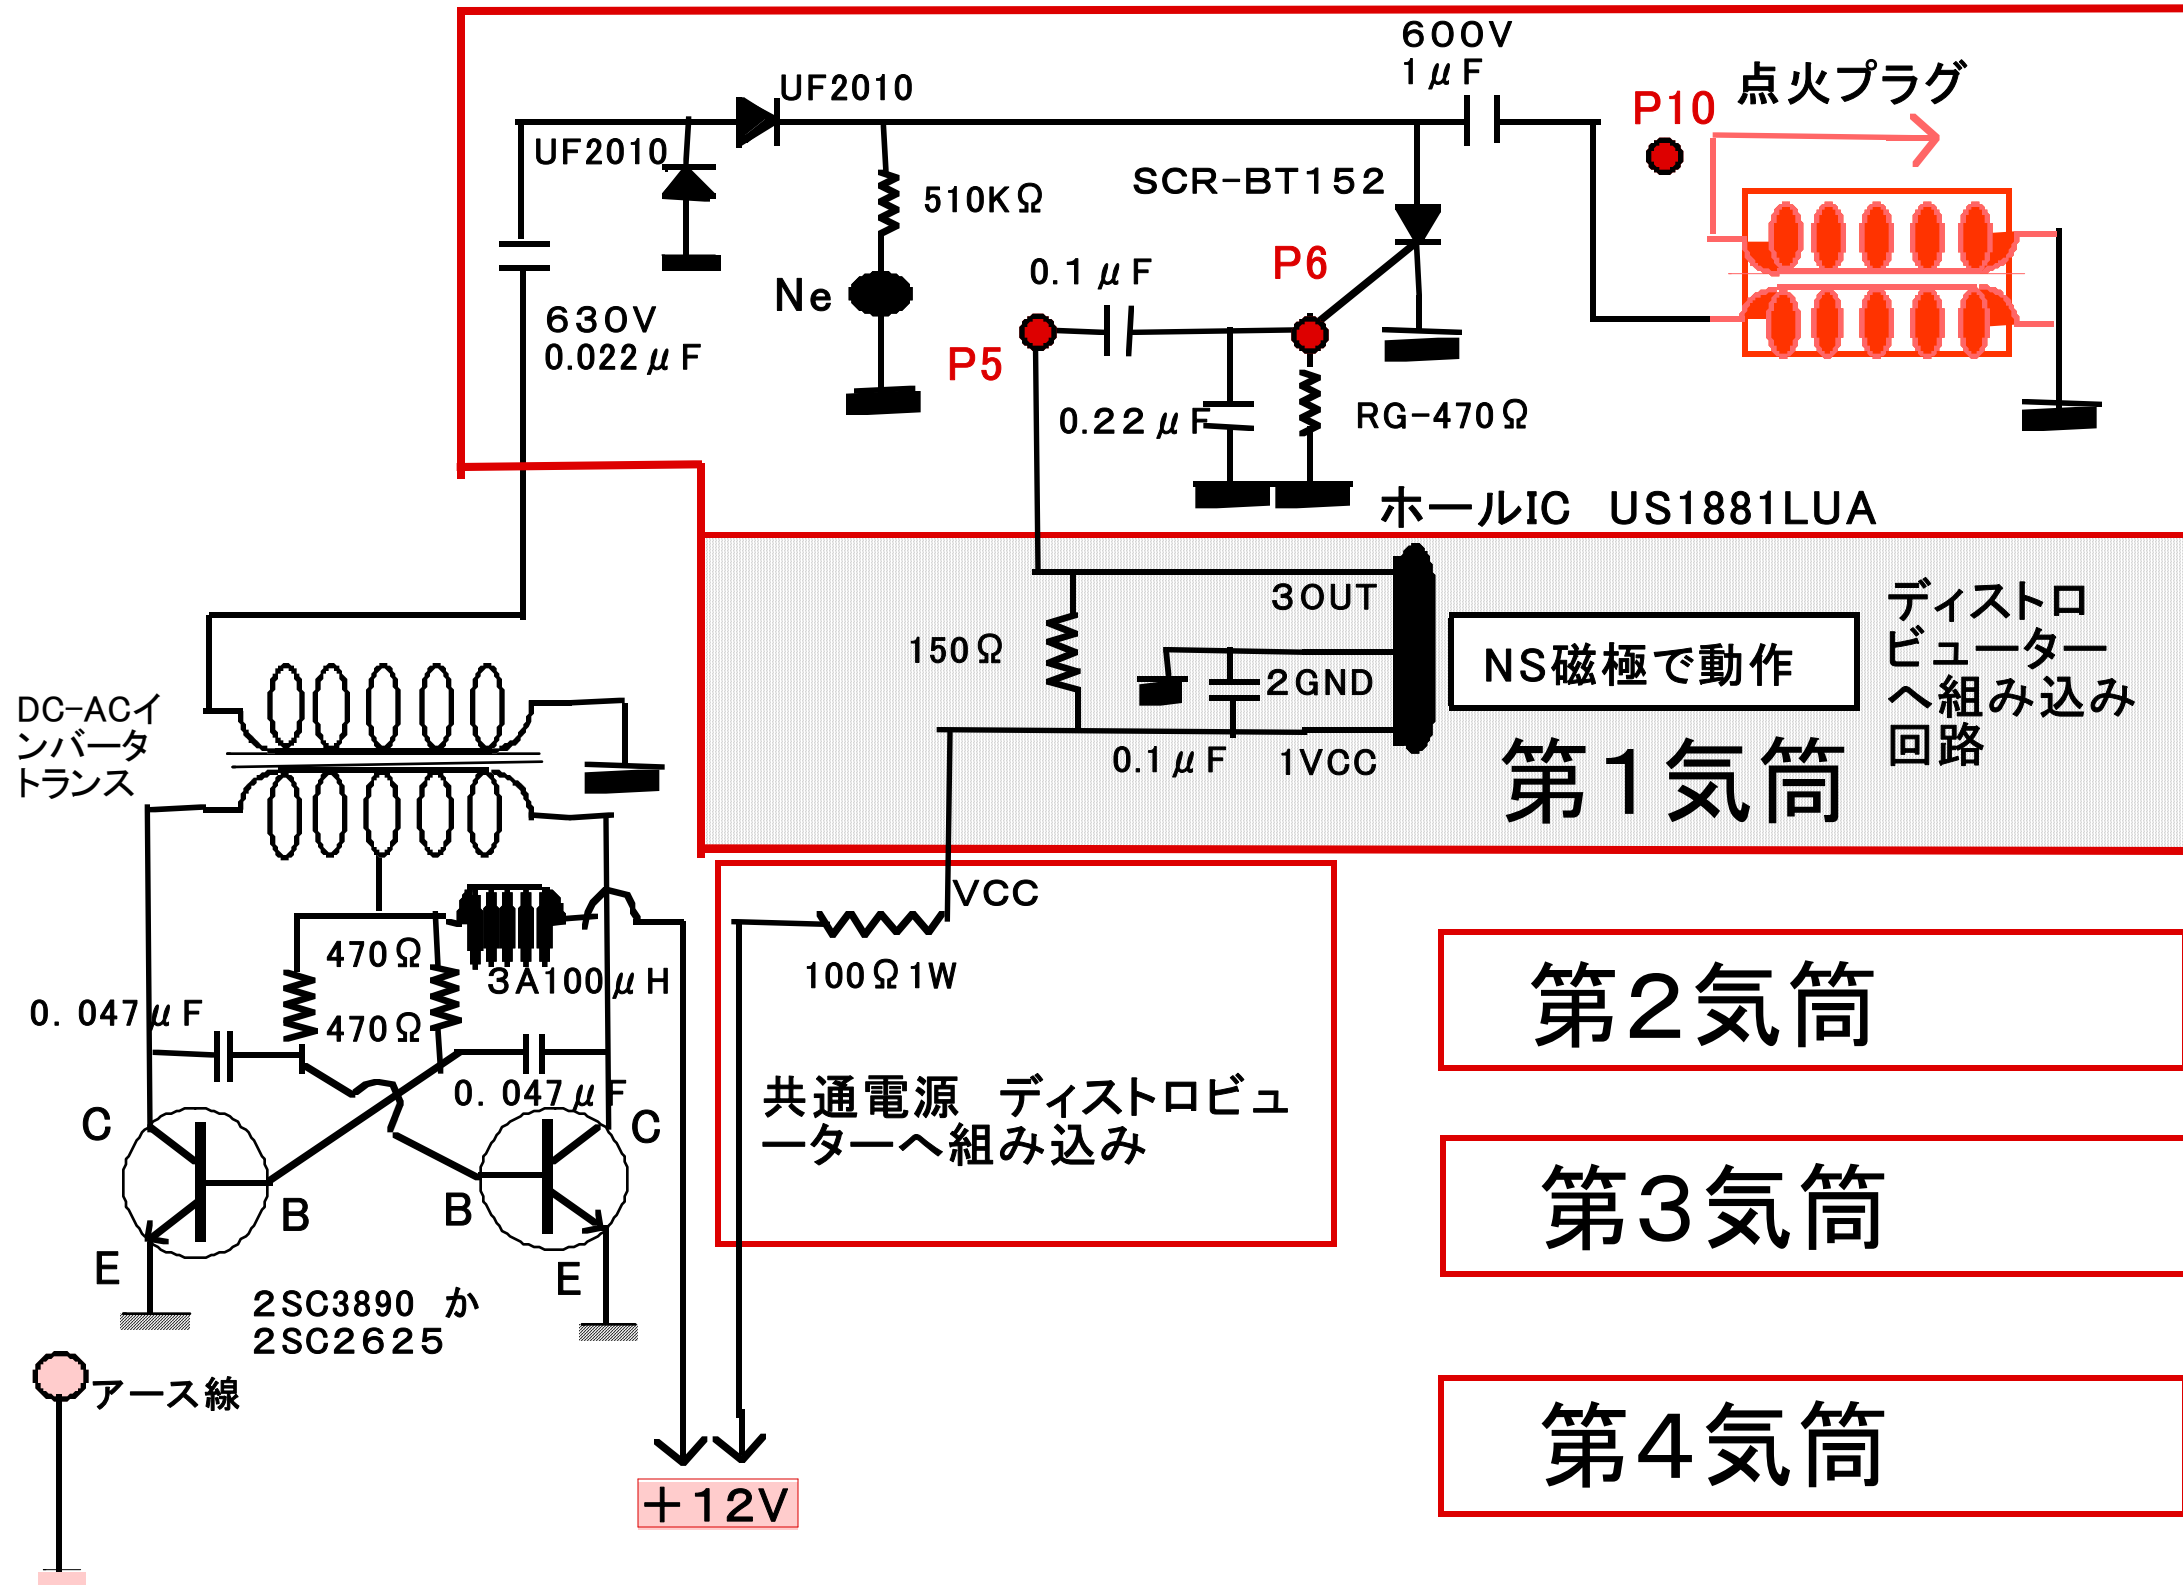 600V
1μF
点火プラグ
P10
UF2010
UF2010
SCR-BT152
510KΩ
P6
0.1μF
Ne
630V
0.022μF
P5
0.22μF
RG-470Ω
ホールIC US1881LUA
3OUT
150Ω
NS磁極で動作
2GND
0.1μF
1VCC
第1気筒
ディストロ
ビューター
へ組み込み
回路
DC-ACイ
ンバータ
トランス
VCC
470Ω
3A100μH
100Ω1W
0.047μF
470Ω
0.047μF
第2気筒
共通電源 ディストロビュ
ーターへ組み込み
C
C
B
B
E
E
第3気筒
2SC3890 か
2SC2625
アース線
第4気筒
+12V